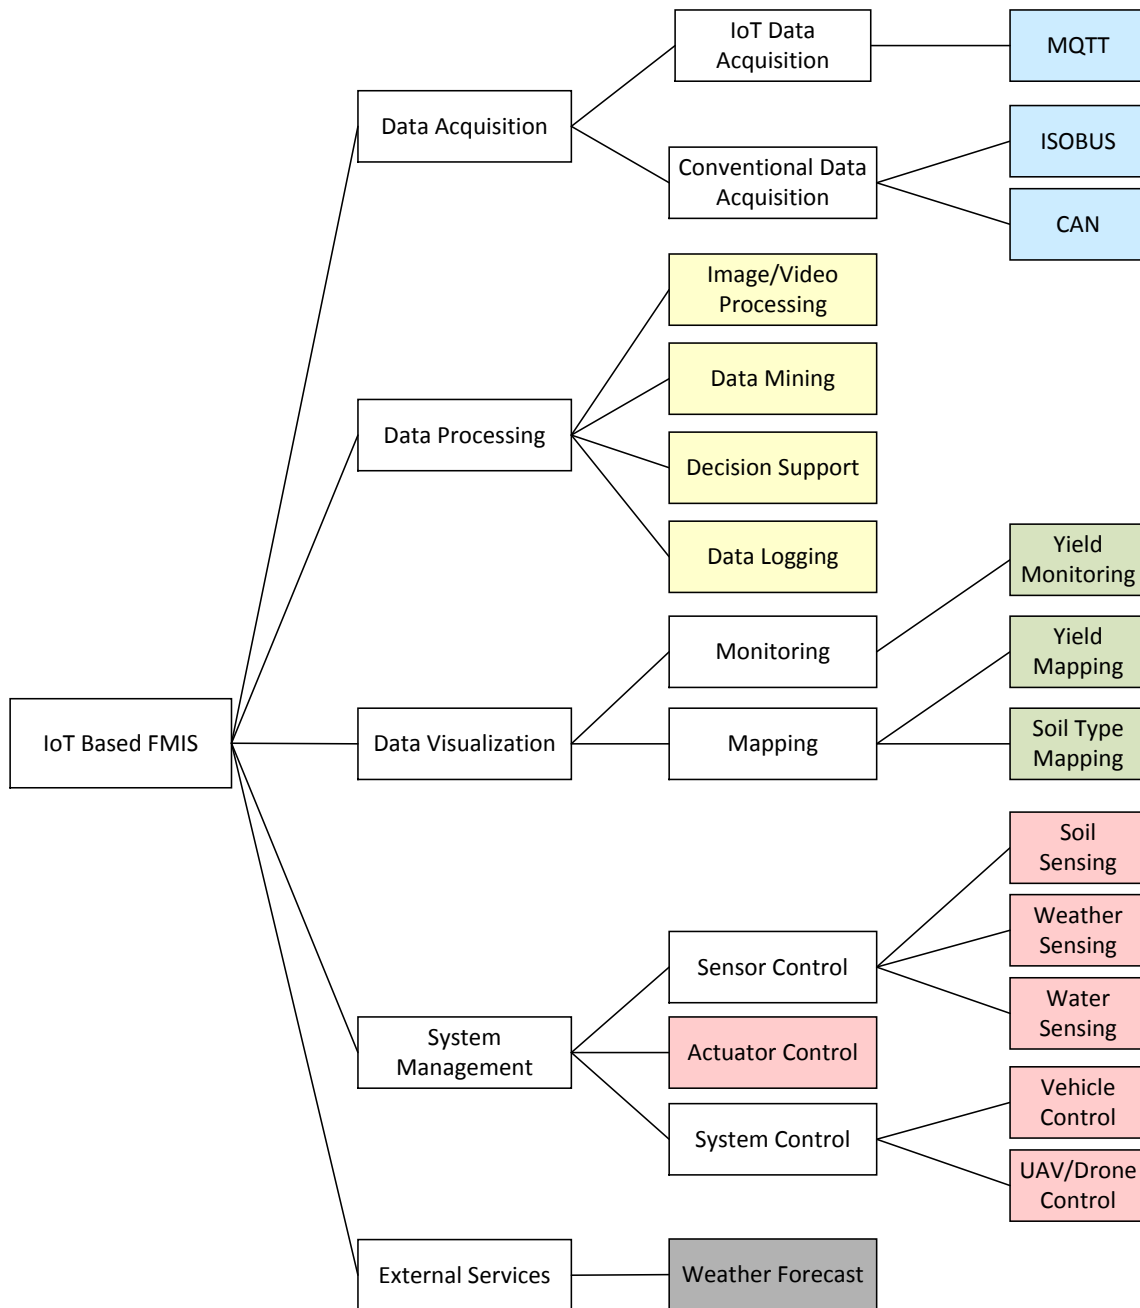 IoT Data
Acquisition
MQTT
Data Acquisition
ISOBUS
Conventional Data
Acquisition
CAN
Image/Video
Processing
Data Mining
Data Processing
Decision Support
Data Logging
Yield
Monitoring
Monitoring
Yield
Mapping
IoT Based FMIS
Data Visualization
Mapping
Soil Type
Mapping
Soil
Sensing
Weather
Sensing
Sensor Control
Water
Sensing
System
Management
Actuator Control
Vehicle
Control
System Control
UAV/Drone
Control
External Services
Weather Forecast